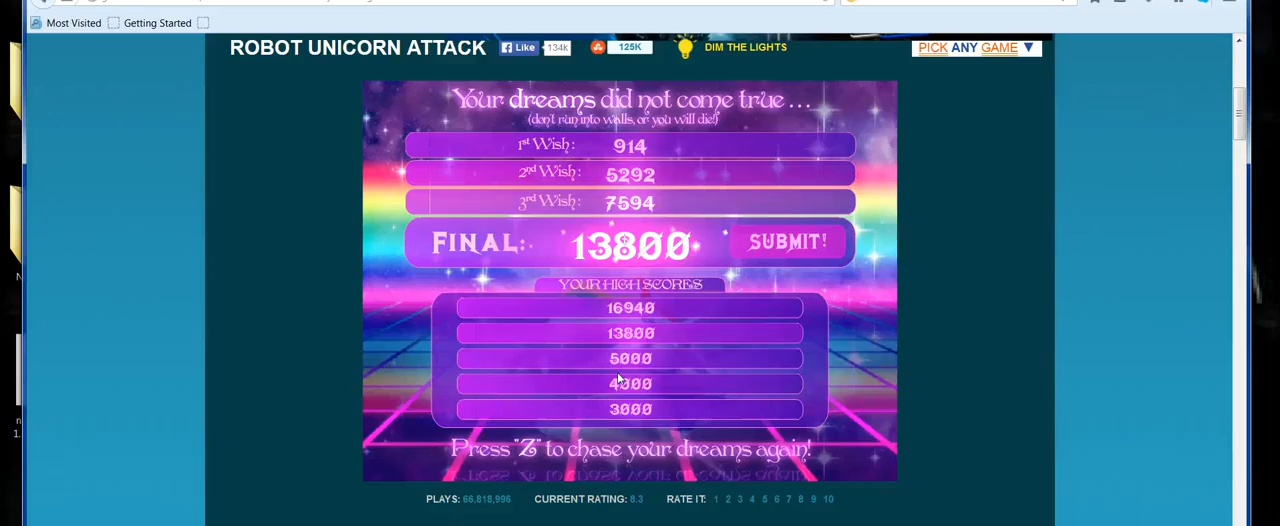 Most Visited Getting Started
ROBOT UNICORN ATTACK Like 134k 125K DIM THE LIGHTS PICK ANY GAME ▼
Your dreams did not come true ...
(don't run into walls, or you will die!)
1st Wish: 914
2nd Wish: 5292
3rd Wish: 7594
FINAL: 13800 SUBMIT!
YOUR HIGH SCORES
16940
13800
5000
4000
3000
Press "Z" to chase your dreams again!
PLAYS: 66,818,996 CURRENT RATING: 8.3 RATE IT: 1 2 3 4 5 6 7 8 9 10